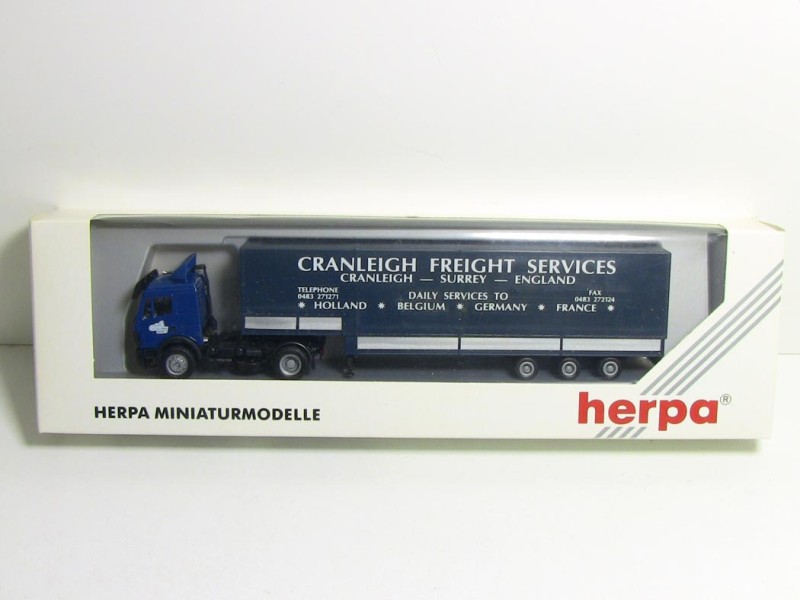 CRANLEIGH FREIGHT SERVICES
CRANLEIGH — SURREY — ENGLAND
TELEPHONE
0483 271271
DAILY SERVICES TO
FAX
0483 272124
* HOLLAND * BELGIUM * GERMANY * FRANCE *
HERPA MINIATURMODELLE
herpa®